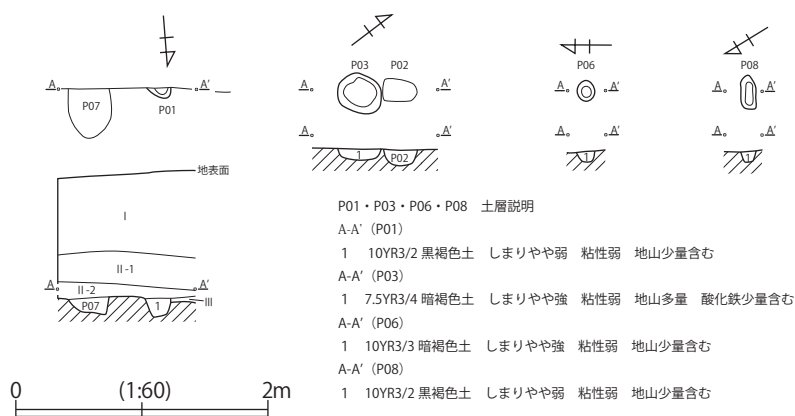 P03 P02
P06
P08
A A'
P07
P01
A A'
A A'
A A'
A A'
1 P02
A A'
1
A A'
1
地表面
I
II-1
II-2
A A'
P07 1
III
P01・P03・P06・P08 土層説明
A-A'(P01)
1 10YR3/2 黒褐色土 しまりやや弱 粘性弱 地山少量含む
A-A'(P03)
1 7.5YR3/4 暗褐色土 しまりやや強 粘性弱 地山多量 酸化鉄少量含む
A-A'(P06)
1 10YR3/3 暗褐色土 しまりやや強 粘性弱 地山少量含む
A-A'(P08)
1 10YR3/2 黒褐色土 しまりやや弱 粘性弱 地山少量含む
0 (1:60) 2m